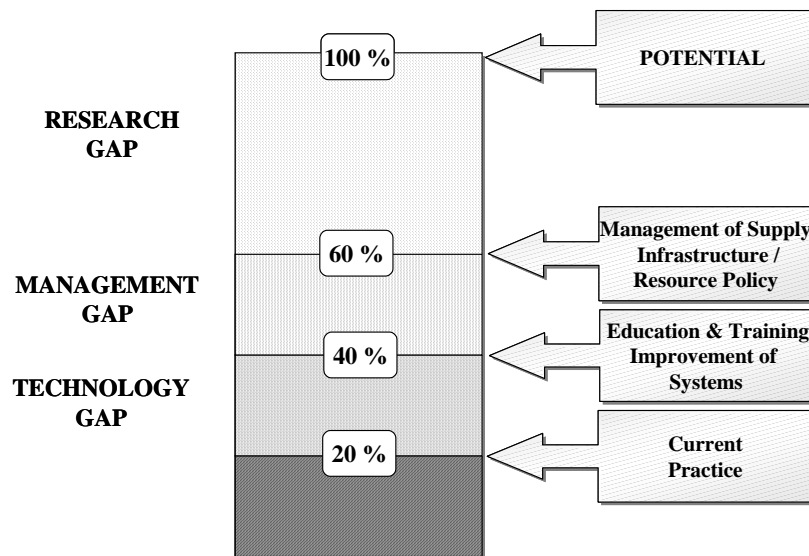 100 %
POTENTIAL
RESEARCH
GAP
60 %
Management of Supply
Infrastructure /
Resource Policy
MANAGEMENT
GAP
40 %
Education & Training
Improvement of
Systems
TECHNOLOGY
GAP
20 %
Current
Practice